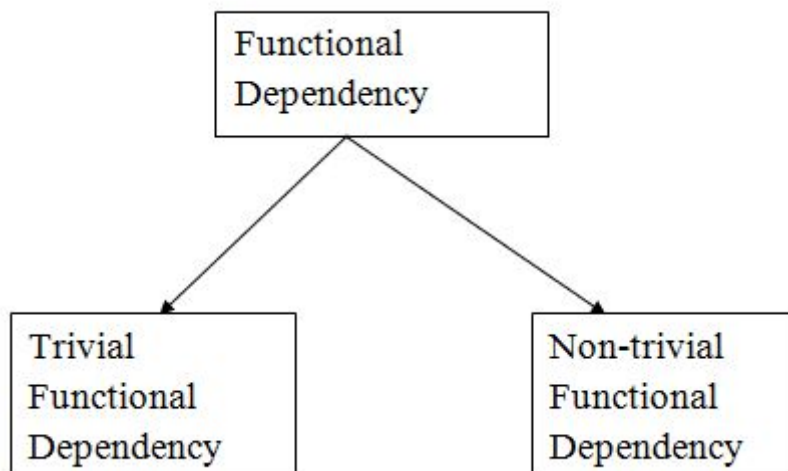 Functional
Dependency
Trivial
Functional
Dependency
Non-trivial
Functional
Dependency